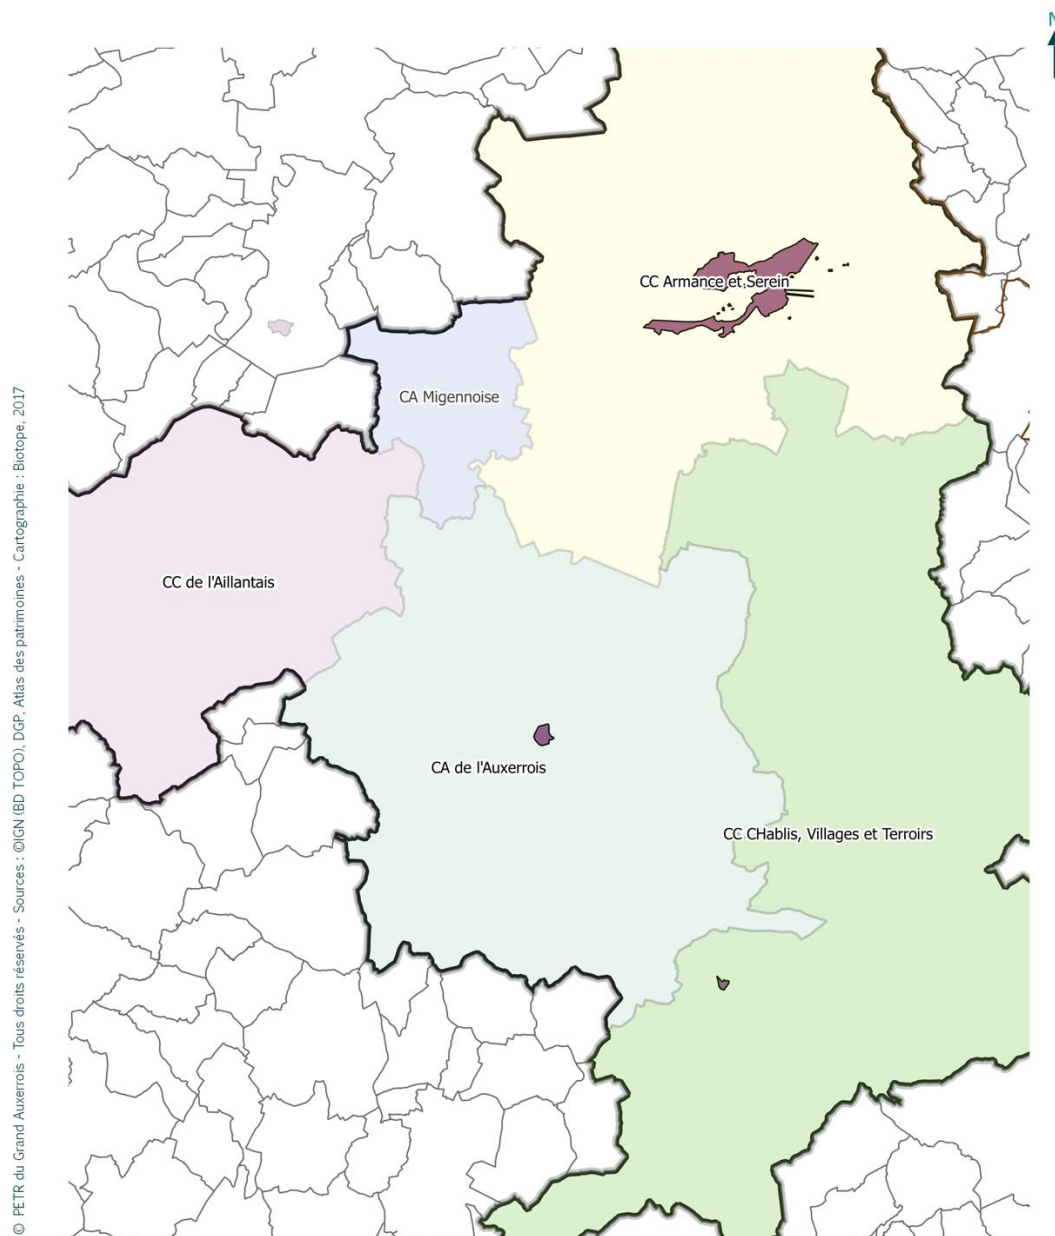 N
CC Armance et Serein
CA Migennoise
CC de l'Aillantais
CA de l'Auxerrois
CC CHablis, Villages et Terroirs
© PETR du Grand Auxerrois - Tous droits réservés - Sources : ©IGN (BD TOPO), DGP, Atlas des patrimoines - Cartographie : Biotope, 2017